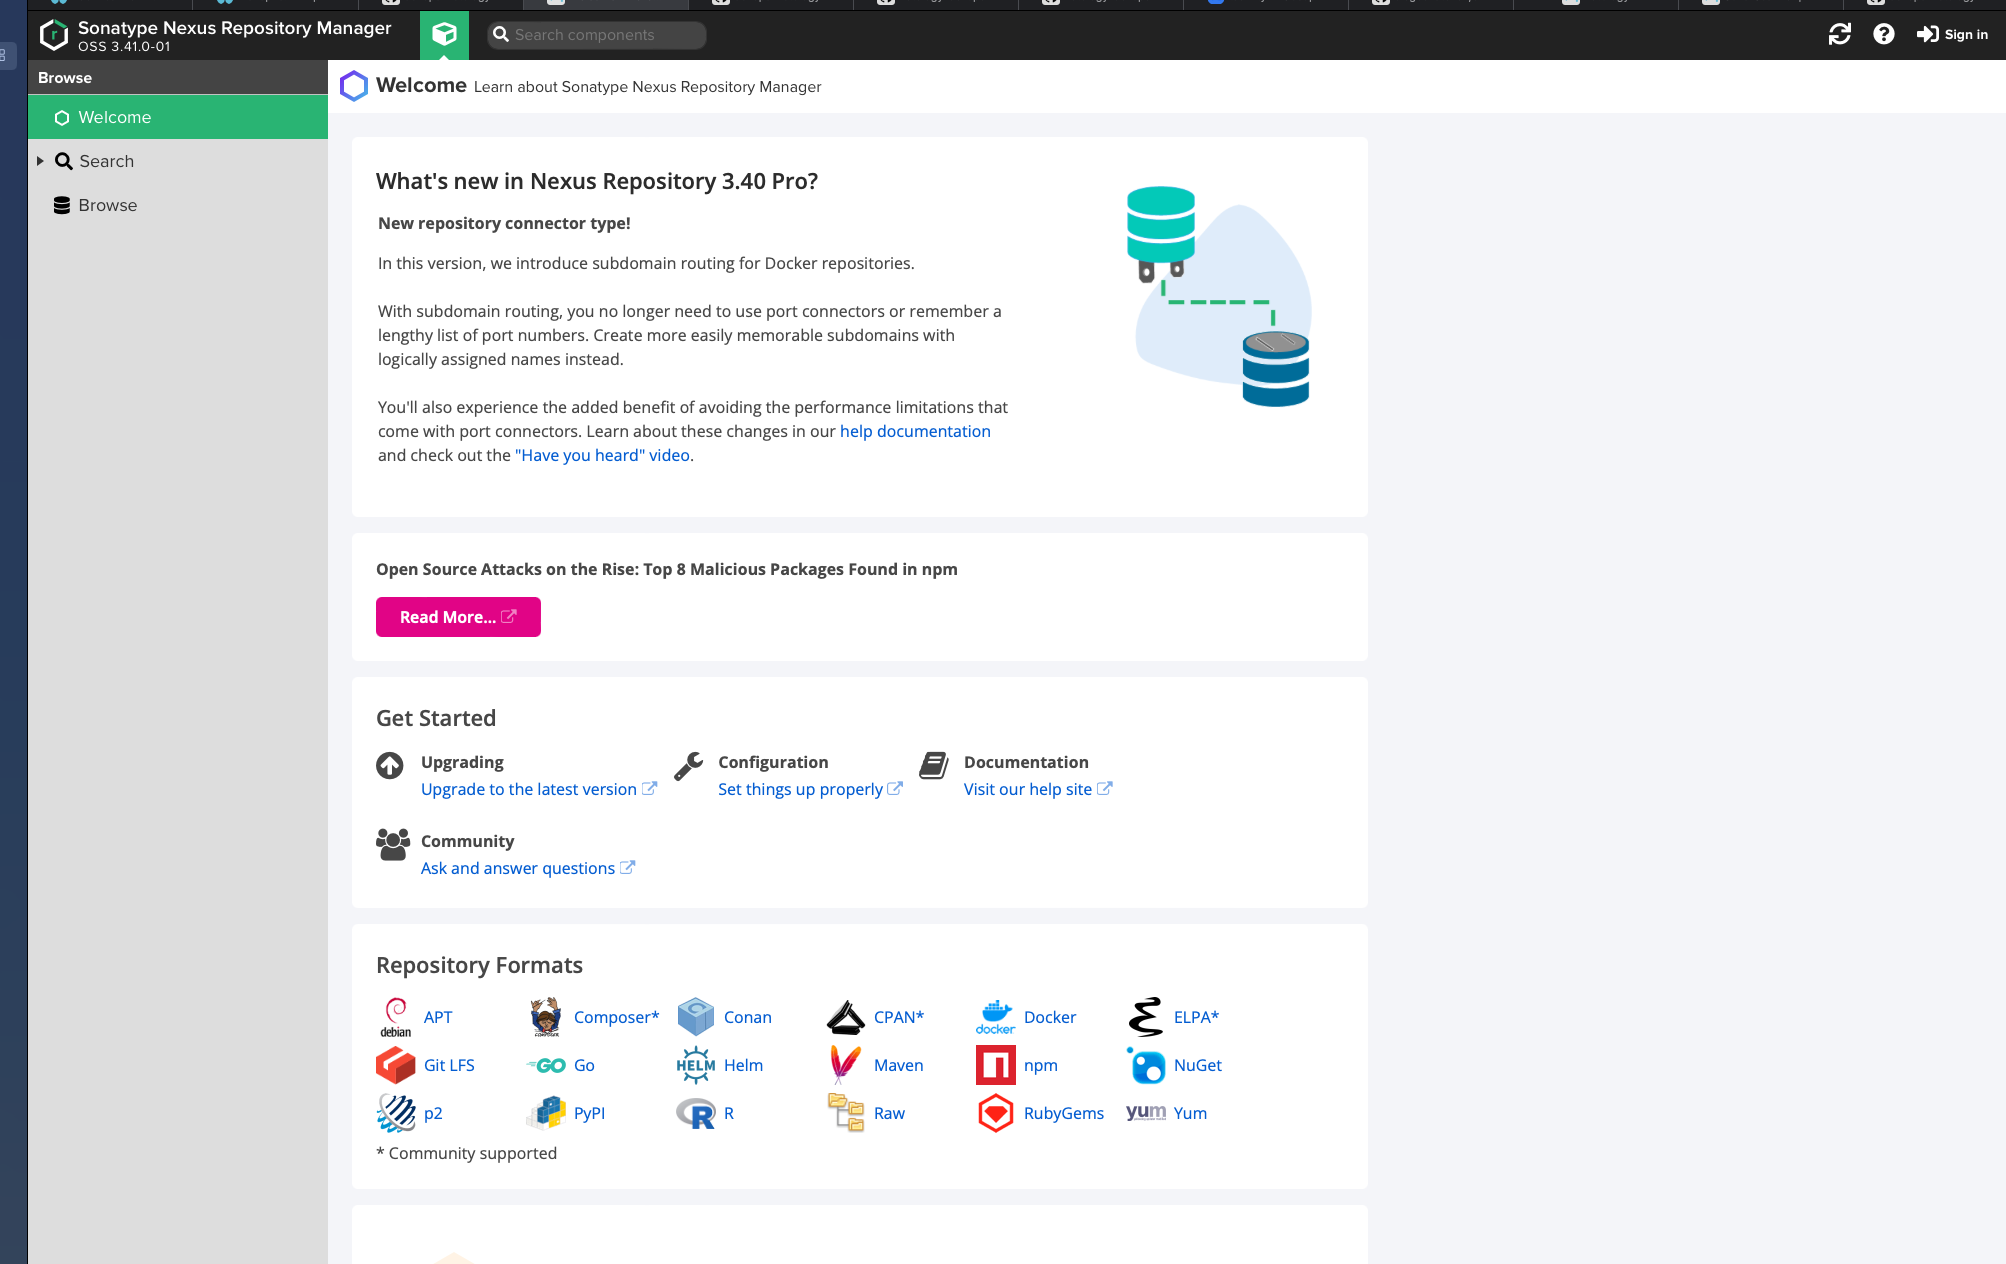 Sonatype Nexus Repository Manager
OSS 3.41.0-01
Search components
Sign in
Browse
Welcome
Search
Browse
Welcome Learn about Sonatype Nexus Repository Manager
What's new in Nexus Repository 3.40 Pro?
New repository connector type!
In this version, we introduce subdomain routing for Docker repositories.
With subdomain routing, you no longer need to use port connectors or remember a
lengthy list of port numbers. Create more easily memorable subdomains with
logically assigned names instead.
You'll also experience the added benefit of avoiding the performance limitations that
come with port connectors. Learn about these changes in our help documentation
and check out the "Have you heard" video.
Open Source Attacks on the Rise: Top 8 Malicious Packages Found in npm
Read More...
Get Started
Upgrading
Upgrade to the latest version
Configuration
Set things up properly
Documentation
Visit our help site
Community
Ask and answer questions
Repository Formats
debian APT
COMPOSER Composer*
Conan
CPAN*
docker Docker
ELPA*
Git LFS
GO Go
HELM Helm
Maven
npm
NuGet
p2
PyPI
R R
Raw
RubyGems
yum Yum
* Community supported